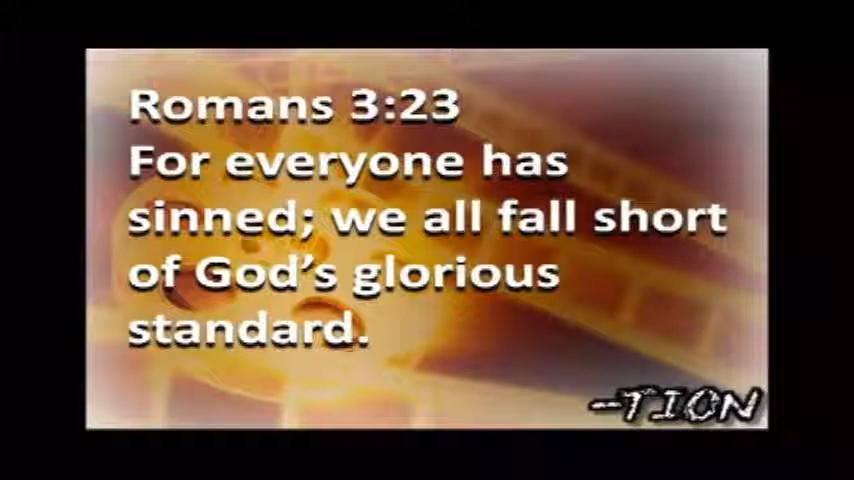 Romans 3:23
For everyone has
sinned; we all fall short
of God’s glorious
standard.
-TION